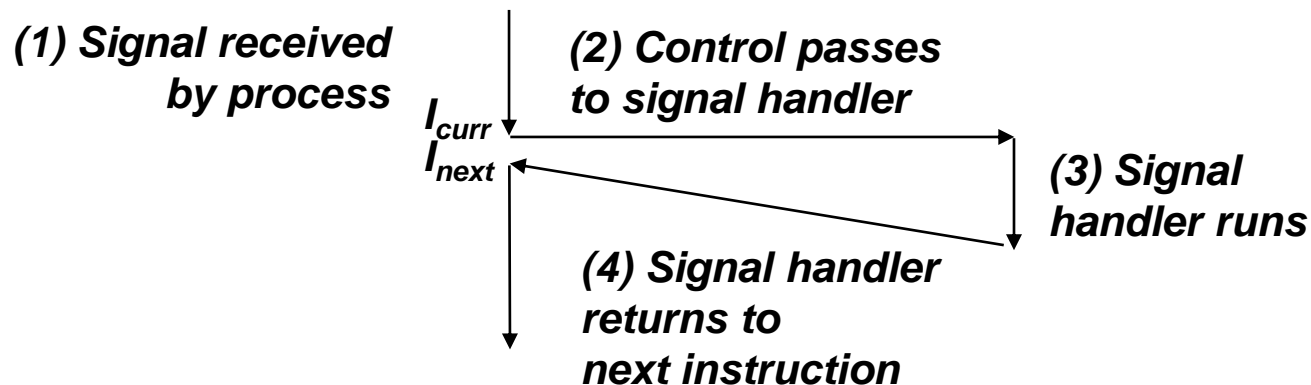 (1) Signal received
by process
I_curr
I_next
(2) Control passes
to signal handler
(3) Signal
handler runs
(4) Signal handler
returns to
next instruction